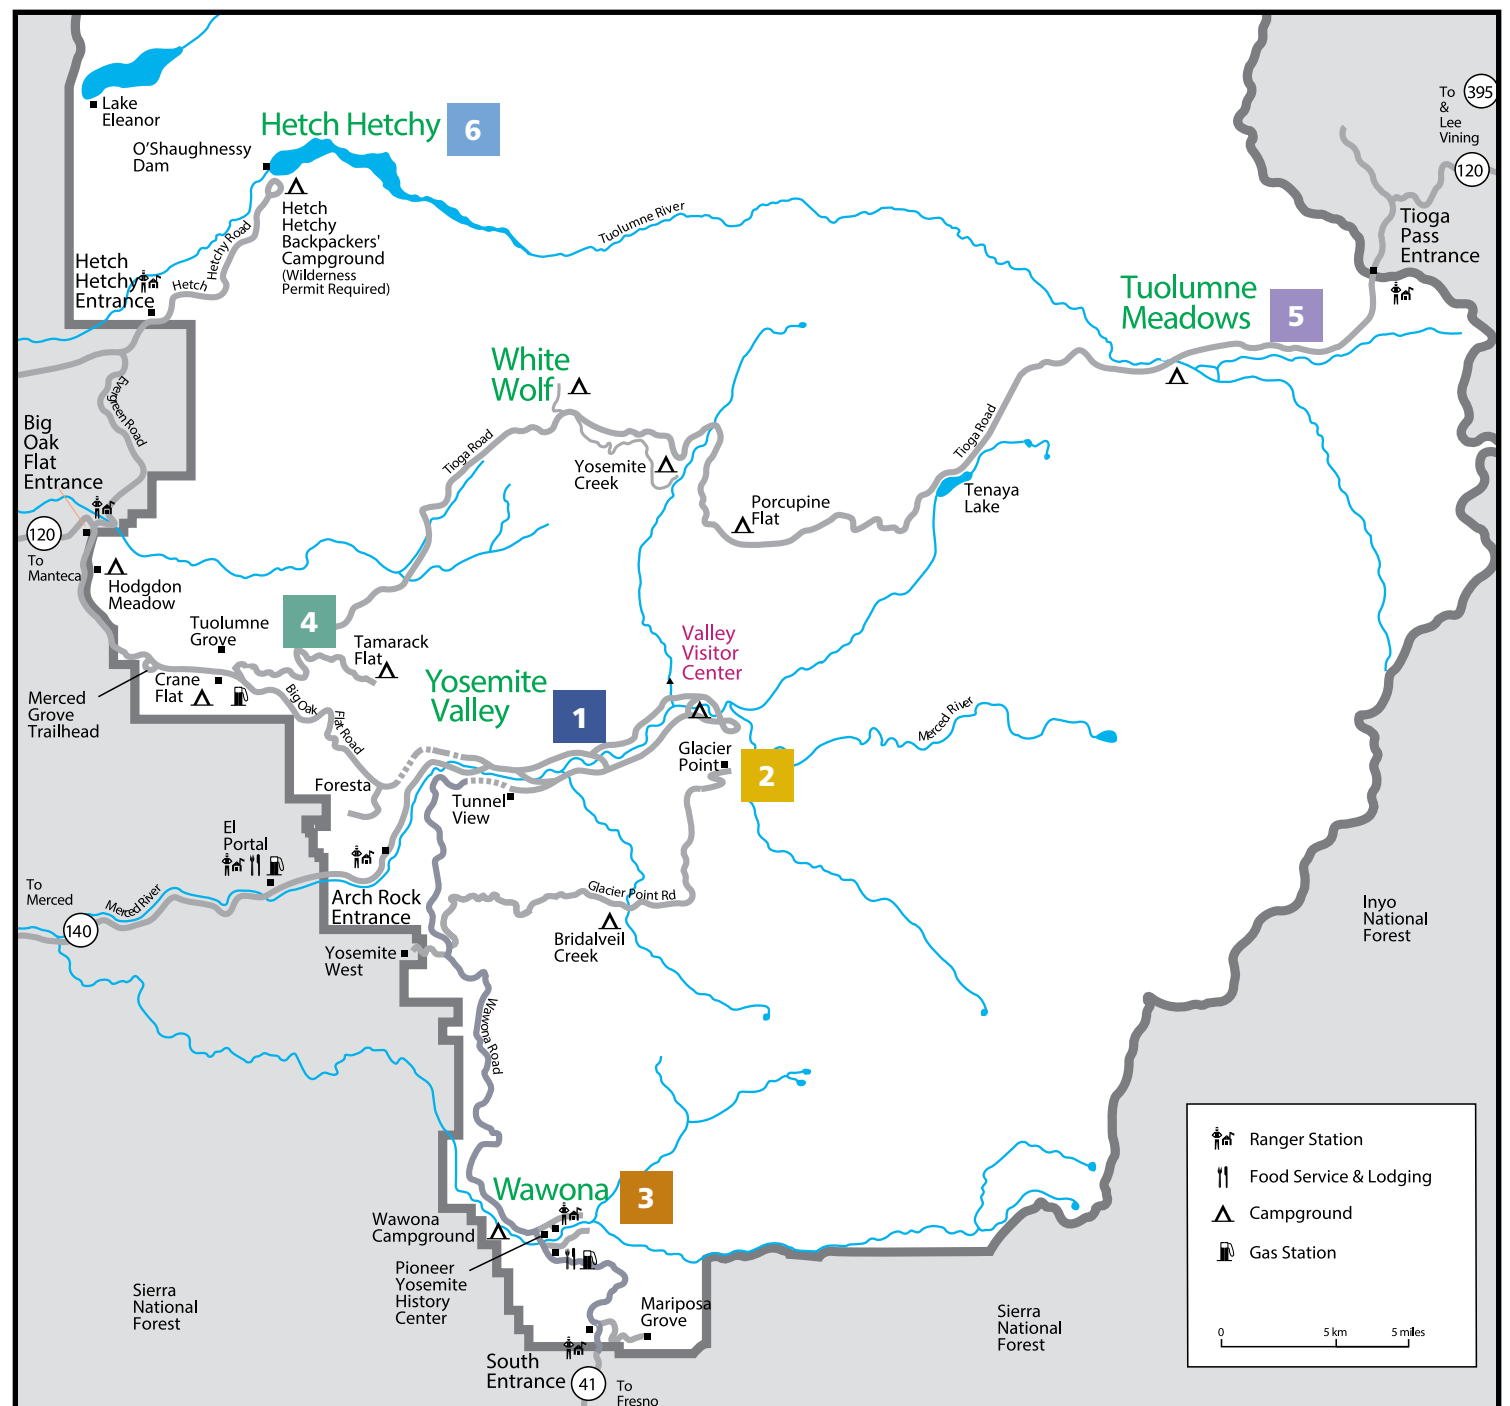 Lake
Eleanor
Hetch Hetchy
6
O'Shaughnessy
Dam
Hetch
Hetchy
Backpackers'
Campground
(Wilderness
Permit Required)
Hetch
Hetchy
Entrance
Hetch
Hetchy Road
Tuolumne River
To
395
&
Lee
Vining
120
Tioga
Pass
Entrance
Tuolumne
Meadows
5
White
Wolf
Evergreen Road
Big
Oak
Flat
Entrance
120
To
Manteca
Tioga Road
Yosemite
Creek
Porcupine
Flat
Tioga Road
Tenaya
Lake
Hodgdon
Meadow
Tuolumne
Grove
4
Tamarack
Flat
Crane
Flat
Merced
Grove
Trailhead
Big Oak
Flat Road
Yosemite
Valley
1
Valley
Visitor
Center
Merced River
Glacier
Point
2
Foresta
Tunnel
View
El
Portal
To
Merced
140
Merced River
Arch Rock
Entrance
Glacier Point Rd
Bridalveil
Creek
Yosemite
West
Inyo
National
Forest
Wawona Road
Wawona
3
Wawona
Campground
Pioneer
Yosemite
History
Center
Mariposa
Grove
South
Entrance
41
To
Fresno
Sierra
National
Forest
Sierra
National
Forest
Ranger Station
Food Service & Lodging
Campground
Gas Station
0
5 km
5 miles